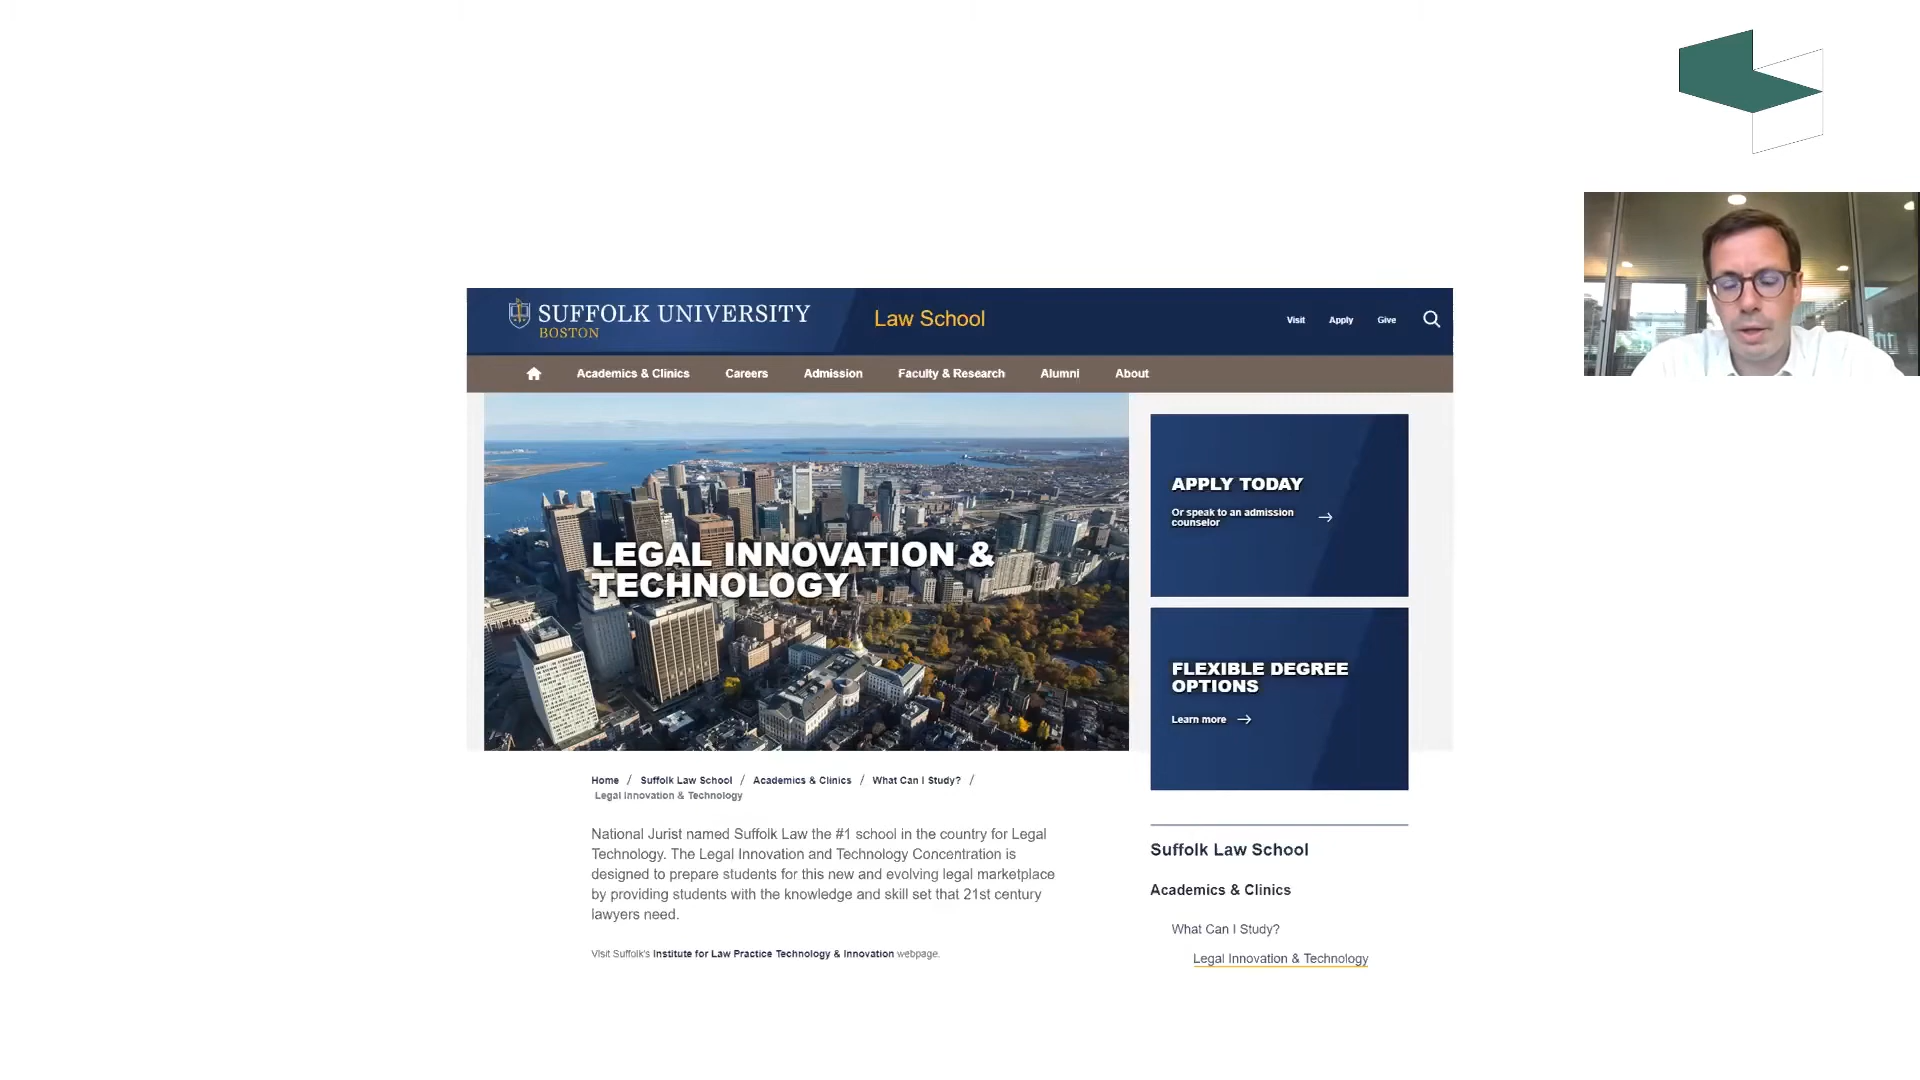 SUFFOLK UNIVERSITY
BOSTON
Law School
Visit
Apply
Give
Academics & Clinics
Careers
Admission
Faculty & Research
Alumni
About
LEGAL INNOVATION &
TECHNOLOGY
APPLY TODAY
Or speak to an admission
counselor
FLEXIBLE DEGREE
OPTIONS
Learn more
Home / Suffolk Law School / Academics & Clinics / What Can I Study? /
Legal Innovation & Technology
National Jurist named Suffolk Law the #1 school in the country for Legal
Technology. The Legal Innovation and Technology Concentration is
designed to prepare students for this new and evolving legal marketplace
by providing students with the knowledge and skill set that 21st century
lawyers need.
Visit Suffolk's Institute for Law Practice Technology & Innovation webpage.
Suffolk Law School
Academics & Clinics
What Can I Study?
Legal Innovation & Technology